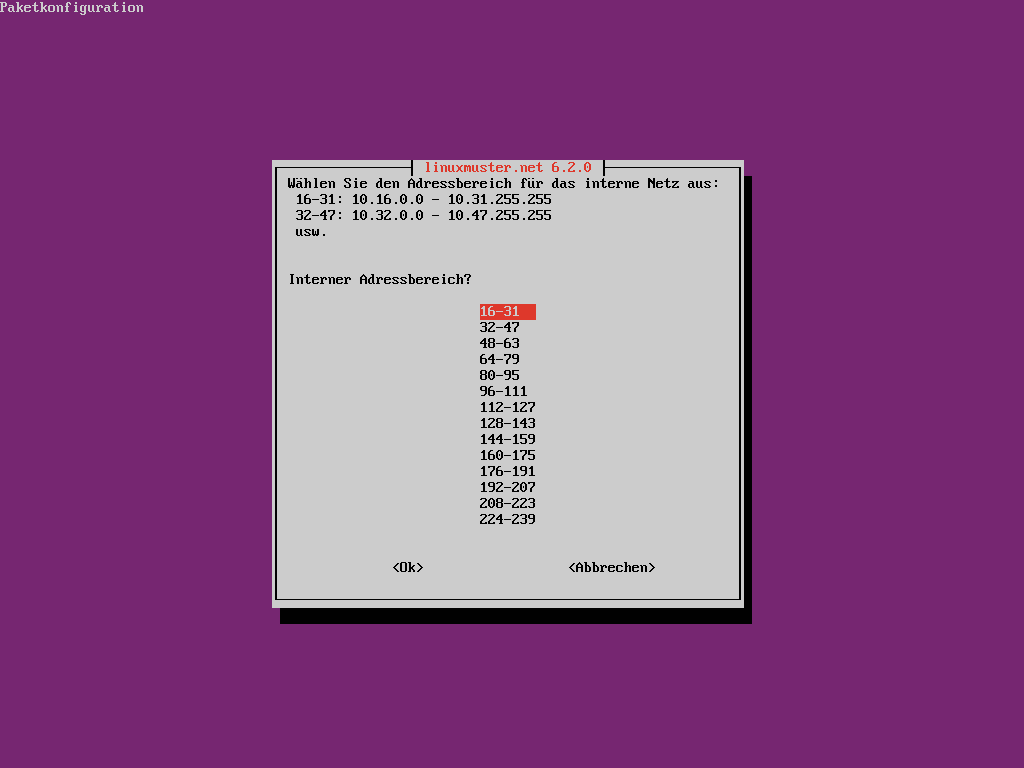 Paketkonfiguration
linuxmuster.net 6.2.0
Wählen Sie den Adressbereich für das interne Netz aus:
16-31: 10.16.0.0 - 10.31.255.255
32-47: 10.32.0.0 - 10.47.255.255
usw.
Interner Adressbereich?
16-31
32-47
48-63
64-79
80-95
96-111
112-127
128-143
144-159
160-175
176-191
192-207
208-223
224-239
<Ok> <Abbrechen>